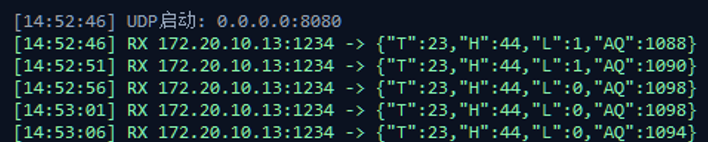 [14:52:46] UDP启动: 0.0.0.0:8080
[14:52:46] RX 172.20.10.13:1234 -> {"T":23,"H":44,"L":1,"AQ":1088}
[14:52:51] RX 172.20.10.13:1234 -> {"T":23,"H":44,"L":1,"AQ":1090}
[14:52:56] RX 172.20.10.13:1234 -> {"T":23,"H":44,"L":0,"AQ":1098}
[14:53:01] RX 172.20.10.13:1234 -> {"T":23,"H":44,"L":0,"AQ":1098}
[14:53:06] RX 172.20.10.13:1234 -> {"T":23,"H":44,"L":0,"AQ":1094}